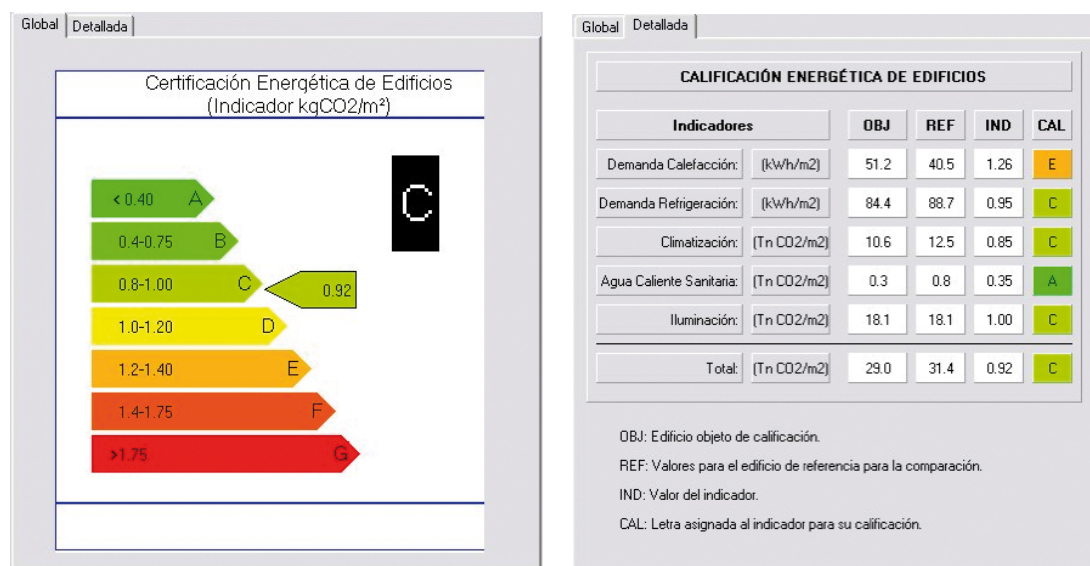 Global Detallada
Certificación Energética de Edificios
(Indicador kgCO2/m²)
C
< 0.40 A
0.4-0.75 B
0.8-1.00 C
0.92
1.0-1.20 D
1.2-1.40 E
1.4-1.75 F
>1.75 G
Global Detallada
CALIFICACIÓN ENERGÉTICA DE EDIFICIOS
Indicadores OBJ REF IND CAL
Demanda Calefacción: (kWh/m2) 51.2 40.5 1.26 E
Demanda Refrigeración: (kWh/m2) 84.4 88.7 0.95 C
Climatización: (Tn CO2/m2) 10.6 12.5 0.85 C
Agua Caliente Sanitaria: (Tn CO2/m2) 0.3 0.8 0.35 A
Iluminación: (Tn CO2/m2) 18.1 18.1 1.00 C
Total: (Tn CO2/m2) 29.0 31.4 0.92 C
OBJ: Edificio objeto de calificación.
REF: Valores para el edificio de referencia para la comparación.
IND: Valor del indicador.
CAL: Letra asignada al indicador para su calificación.